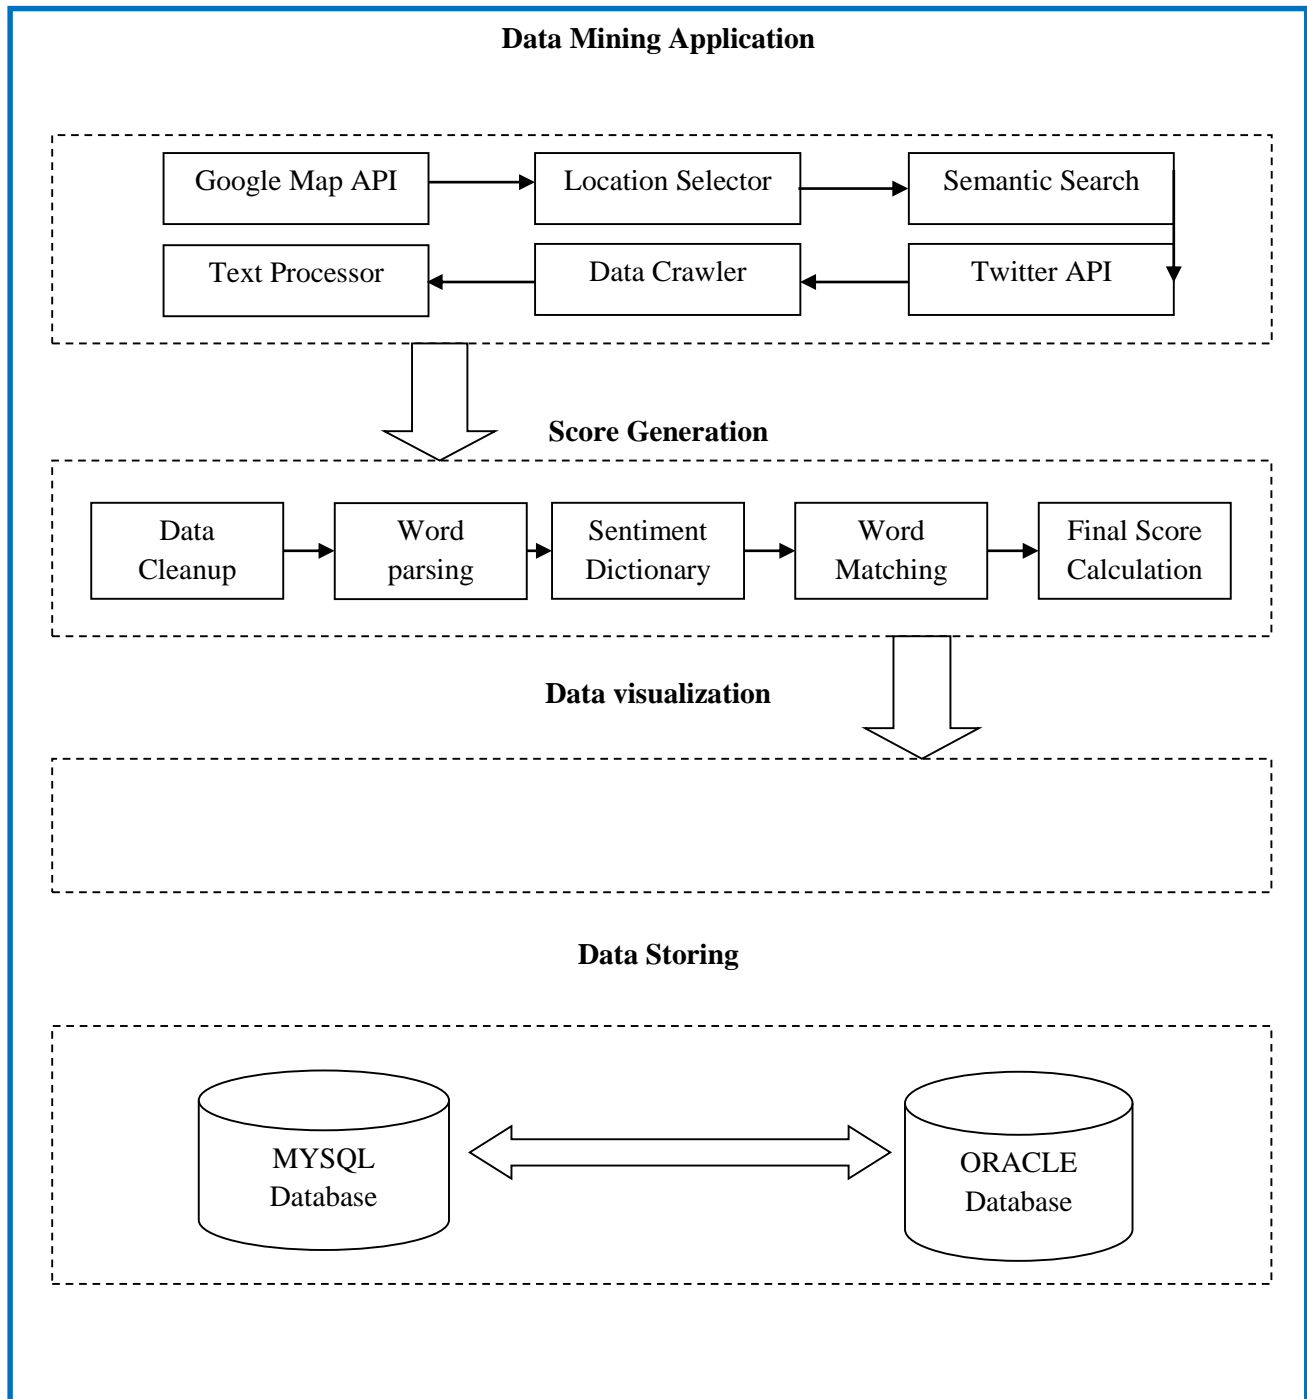 Data Mining Application
Google Map API
Location Selector
Semantic Search
Text Processor
Data Crawler
Twitter API
Score Generation
Data
Cleanup
Word
parsing
Sentiment
Dictionary
Word
Matching
Final Score
Calculation
Data visualization
Data Storing
MYSQL
Database
ORACLE
Database